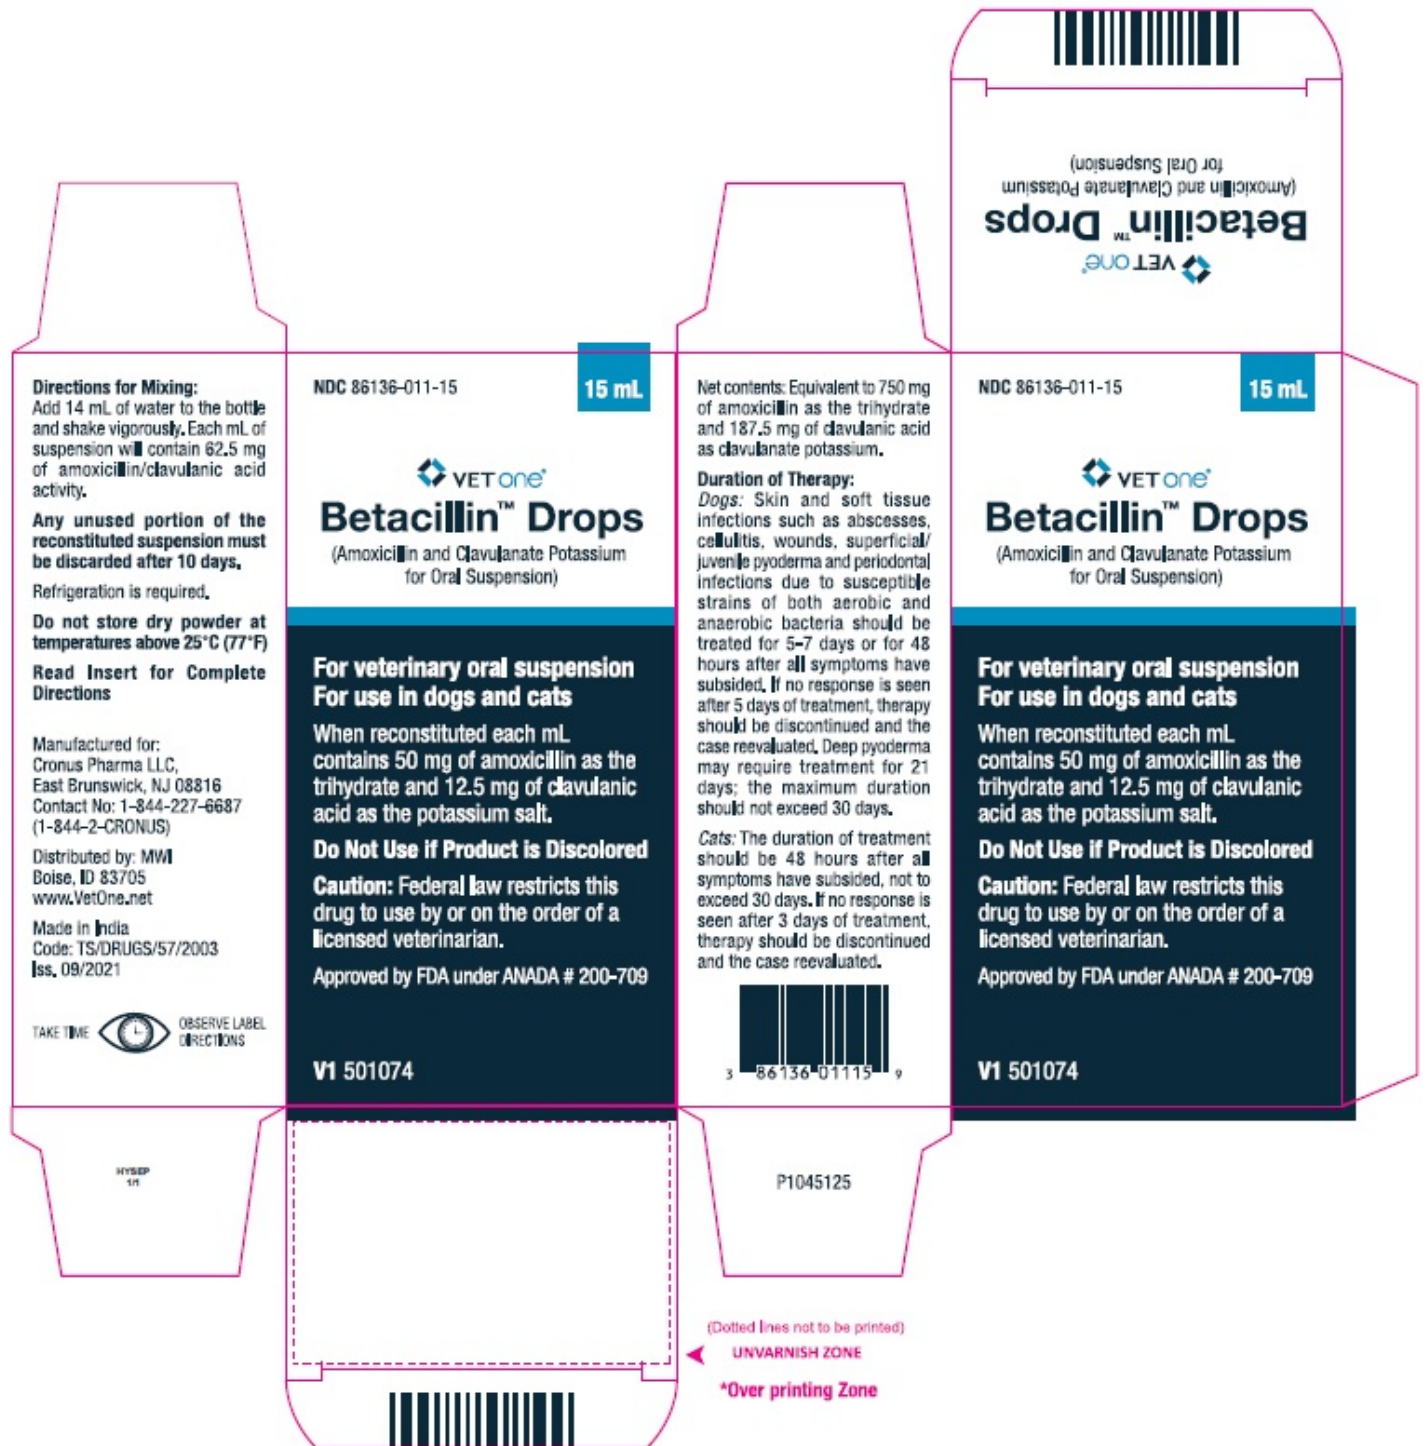 for Oral Suspension)
(Amoxicillin and Clavulanate Potassium
Betacillin™ Drops
VET one®
Directions for Mixing:
Add 14 mL of water to the bottle
and shake vigorously. Each mL of
suspension will contain 62.5 mg
of amoxicillin/clavulanic acid
activity.
Any unused portion of the
reconstituted suspension must
be discarded after 10 days.
Refrigeration is required.
Do not store dry powder at
temperatures above 25°C (77°F)
Read Insert for Complete
Directions
Manufactured for:
Cronus Pharma LLC,
East Brunswick, NJ 08816
Contact No: 1-844-227-6687
(1-844-2-CRONUS)
Distributed by: MWI
Boise, ID 83705
www.VetOne.net
Made in India
Code: TS/DRUGS/57/2003
Iss. 09/2021
TAKE TIME
OBSERVE LABEL
DIRECTIONS
NDC 86136-011-15
15 mL
VET one®
Betacillin™ Drops
(Amoxicillin and Clavulanate Potassium
for Oral Suspension)
For veterinary oral suspension
For use in dogs and cats
When reconstituted each mL
contains 50 mg of amoxicillin as the
trihydrate and 12.5 mg of clavulanic
acid as the potassium salt.
Do Not Use if Product is Discolored
Caution: Federal law restricts this
drug to use by or on the order of a
licensed veterinarian.
Approved by FDA under ANADA # 200-709
V1 501074
Net contents: Equivalent to 750 mg
of amoxicillin as the trihydrate
and 187.5 mg of clavulanic acid
as clavulanate potassium.
Duration of Therapy:
Dogs: Skin and soft tissue
infections such as abscesses,
cellulitis, wounds, superficial/
juvenile pyoderma and periodontal
infections due to susceptible
strains of both aerobic and
anaerobic bacteria should be
treated for 5-7 days or for 48
hours after all symptoms have
subsided. If no response is seen
after 5 days of treatment, therapy
should be discontinued and the
case reevaluated. Deep pyoderma
may require treatment for 21
days; the maximum duration
should not exceed 30 days.
Cats: The duration of treatment
should be 48 hours after all
symptoms have subsided, not to
exceed 30 days. If no response is
seen after 3 days of treatment,
therapy should be discontinued
and the case reevaluated.
3 86136 01115 9
NDC 86136-011-15
15 mL
VET one®
Betacillin™ Drops
(Amoxicillin and Clavulanate Potassium
for Oral Suspension)
For veterinary oral suspension
For use in dogs and cats
When reconstituted each mL
contains 50 mg of amoxicillin as the
trihydrate and 12.5 mg of clavulanic
acid as the potassium salt.
Do Not Use if Product is Discolored
Caution: Federal law restricts this
drug to use by or on the order of a
licensed veterinarian.
Approved by FDA under ANADA # 200-709
V1 501074
HYSEP
1/1
P1045125
(Dotted lines not to be printed)
UNVARNISH ZONE
*Over printing Zone